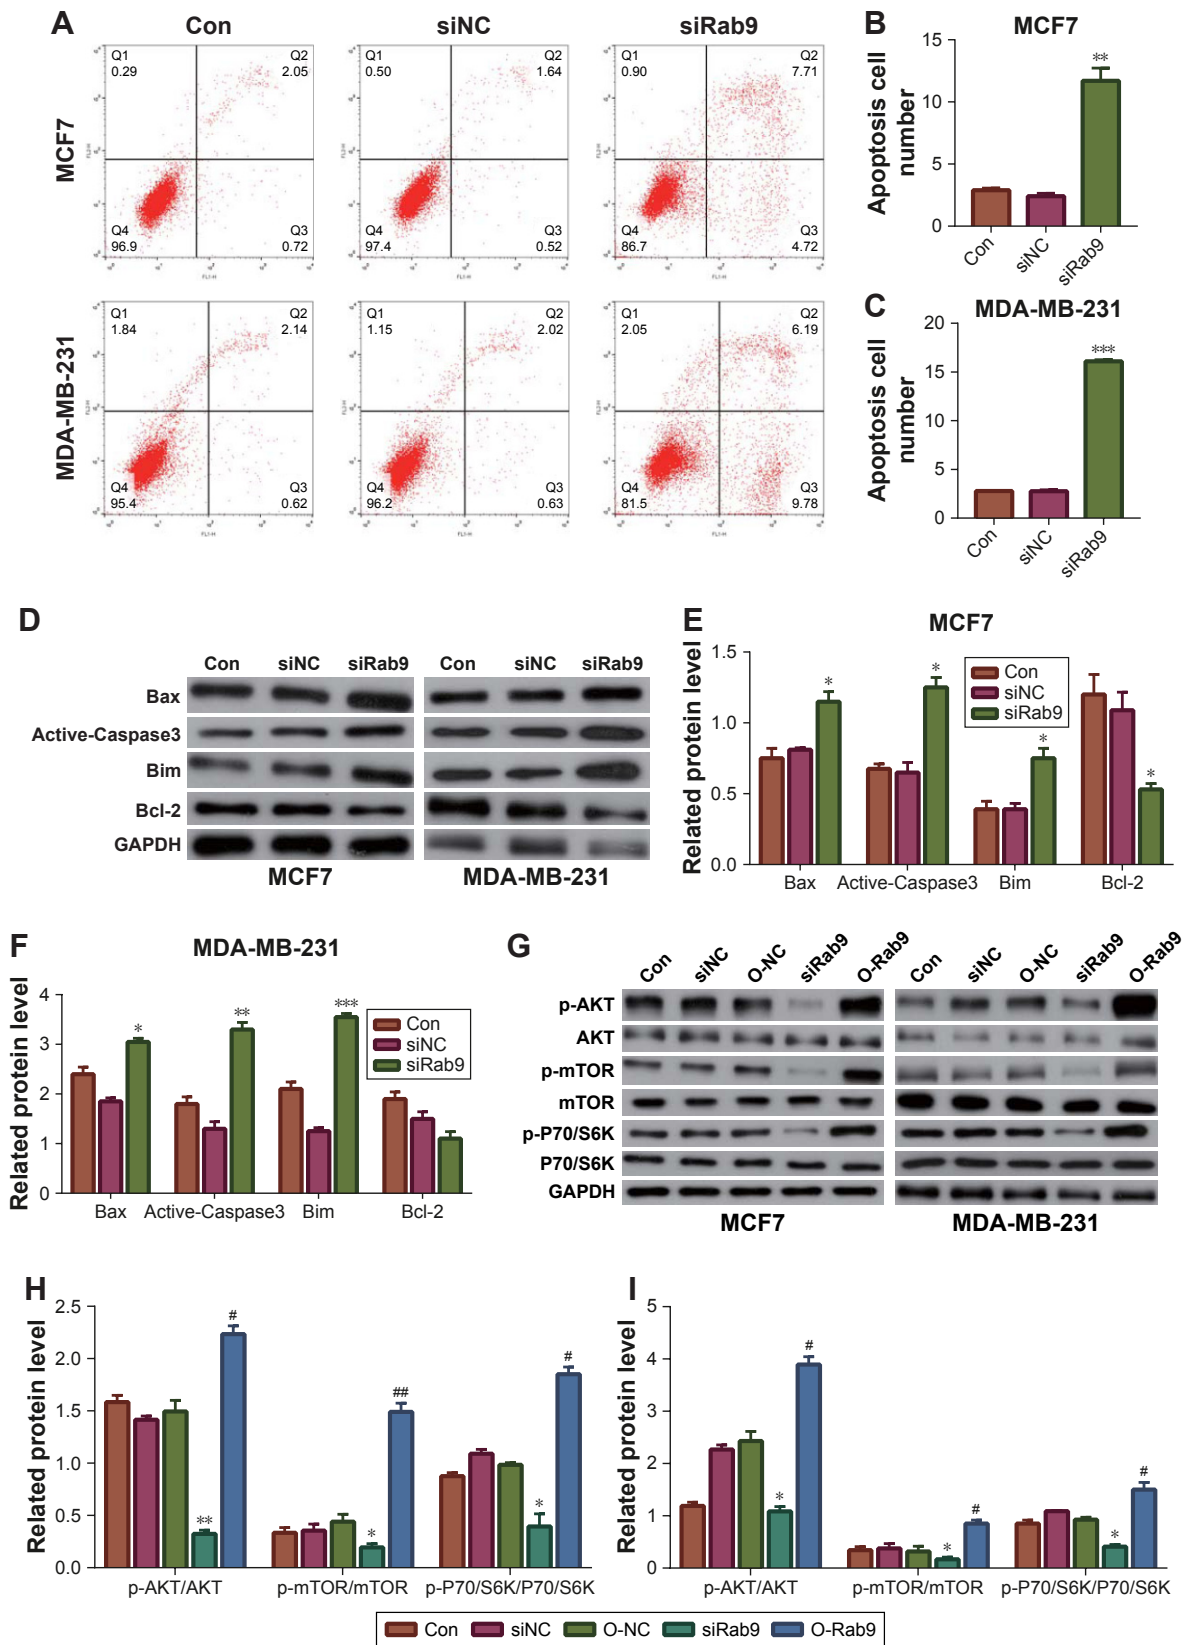 A
Con
siNC
siRab9
MCF7
Q1
0.29
Q2
2.05
Q4
96.9
Q3
0.72
FL1-H
Q1
0.50
Q2
1.64
Q4
97.4
Q3
0.52
FL1-H
Q1
0.90
Q2
7.71
Q4
86.7
Q3
4.72
FL1-H
MDA-MB-231
Q1
1.84
Q2
2.14
Q4
95.4
Q3
0.62
FL1-H
Q1
1.15
Q2
2.02
Q4
96.2
Q3
0.63
FL1-H
Q1
2.05
Q2
6.19
Q4
81.5
Q3
9.78
FL1-H
B
MCF7
Apoptosis cell
number
15
10
5
0
**
Con
siNC
siRab9
C
MDA-MB-231
Apoptosis cell
number
20
15
10
5
0
***
Con
siNC
siRab9
D
Con siNC siRab9 Con siNC siRab9
Bax
Active-Caspase3
Bim
Bcl-2
GAPDH
MCF7 MDA-MB-231
E
MCF7
Related protein level
1.5
1.0
0.5
0.0
* * * *
Con
siNC
siRab9
Bax Active-Caspase3 Bim Bcl-2
F
MDA-MB-231
Related protein level
4
3
2
1
0
* ** ***
Con
siNC
siRab9
Bax Active-Caspase3 Bim Bcl-2
G
Con siNC O-NC siRab9 O-Rab9 Con siNC O-NC siRab9 O-Rab9
p-AKT
AKT
p-mTOR
mTOR
p-P70/S6K
P70/S6K
GAPDH
MCF7 MDA-MB-231
H
Related protein level
2.5
2.0
1.5
1.0
0.5
0.0
** # * ## * #
p-AKT/AKT p-mTOR/mTOR p-P70/S6K/P70/S6K
I
Related protein level
5
4
3
2
1
0
* # * # * #
p-AKT/AKT p-mTOR/mTOR p-P70/S6K/P70/S6K
Con siNC O-NC siRab9 O-Rab9